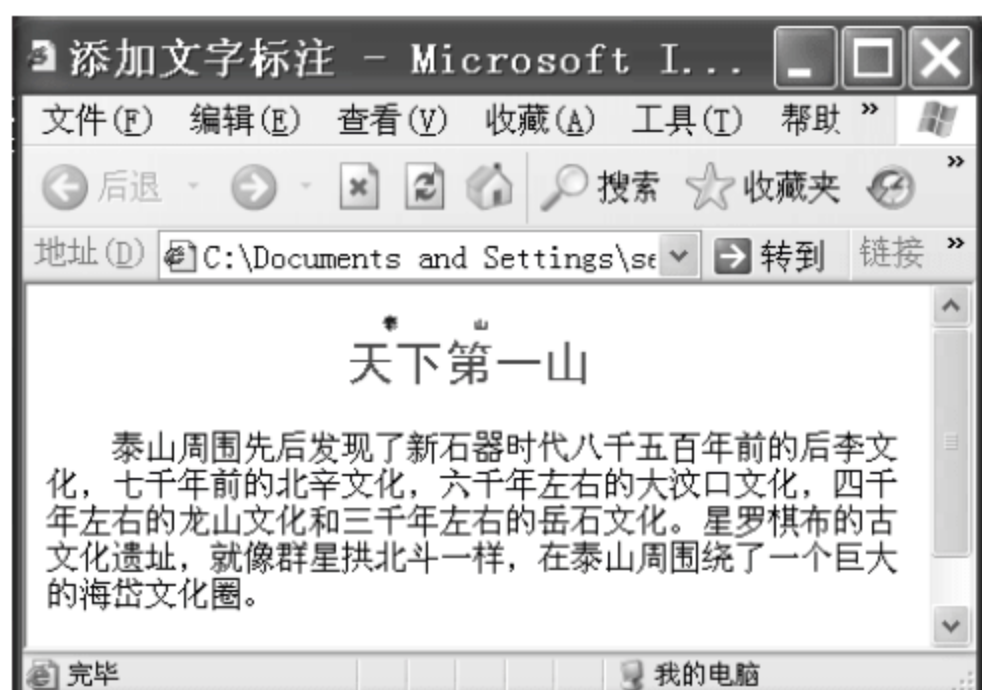 添加文字标注 - Microsoft I...
文件(F) 编辑(E) 查看(V) 收藏(A) 工具(T) 帮助 »
后退 搜索 收藏夹 »
地址(D) C:\Documents and Settings\se 转到 链接 »
泰 山
天下第一山
泰山周围先后发现了新石器时代八千五百年前的后李文
化，七千年前的北辛文化，六千年左右的大汶口文化，四千
年左右的龙山文化和三千年左右的岳石文化。星罗棋布的古
文化遗址，就像群星拱北斗一样，在泰山周围绕了一个巨大
的海岱文化圈。
完毕 我的电脑